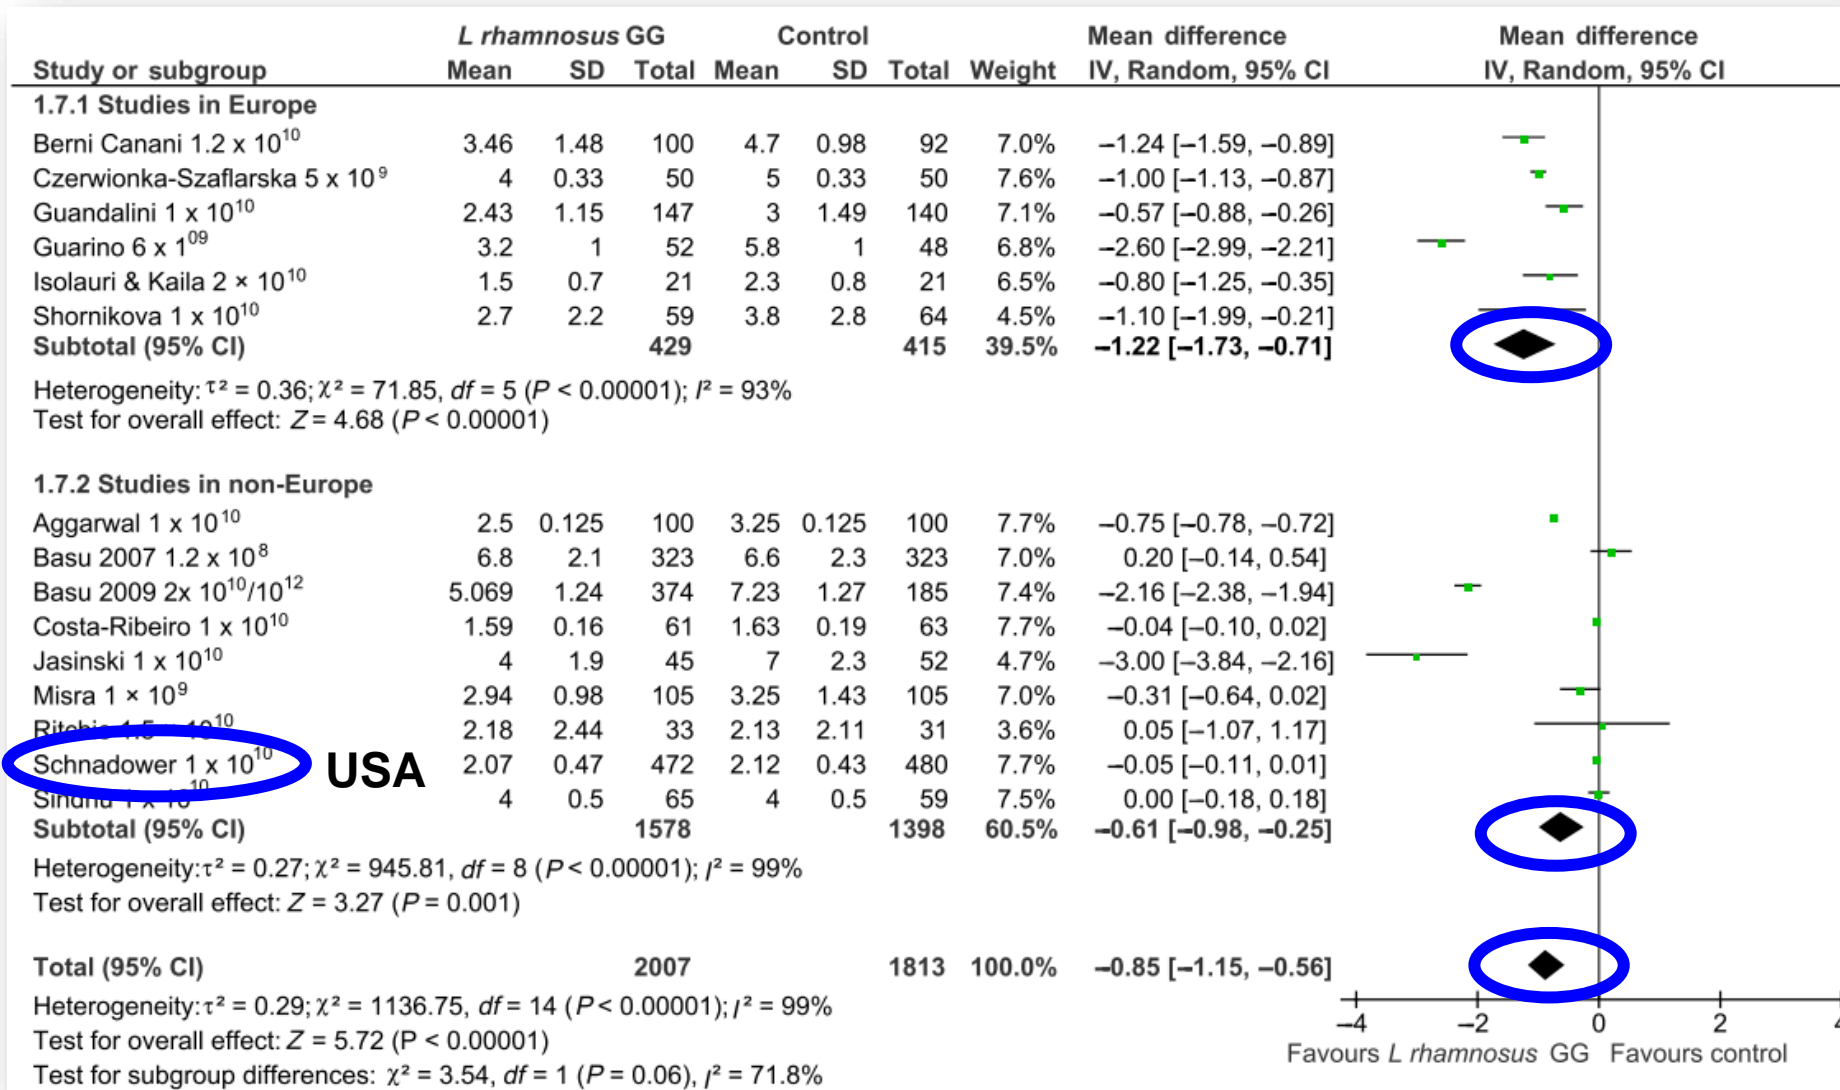 L rhamnosus GG Control Mean difference Mean difference
Study or subgroup Mean SD Total Mean SD Total Weight IV, Random, 95% CI IV, Random, 95% CI
1.7.1 Studies in Europe
Berni Canani 1.2 x 10¹⁰ 3.46 1.48 100 4.7 0.98 92 7.0% −1.24 [−1.59, −0.89]
Czerwionka-Szaflarska 5 x 10⁹ 4 0.33 50 5 0.33 50 7.6% −1.00 [−1.13, −0.87]
Guandalini 1 x 10¹⁰ 2.43 1.15 147 3 1.49 140 7.1% −0.57 [−0.88, −0.26]
Guarino 6 x 1⁰⁹ 3.2 1 52 5.8 1 48 6.8% −2.60 [−2.99, −2.21]
Isolauri & Kaila 2 × 10¹⁰ 1.5 0.7 21 2.3 0.8 21 6.5% −0.80 [−1.25, −0.35]
Shornikova 1 x 10¹⁰ 2.7 2.2 59 3.8 2.8 64 4.5% −1.10 [−1.99, −0.21]
Subtotal (95% CI) 429 415 39.5% −1.22 [−1.73, −0.71]
Heterogeneity: τ² = 0.36; χ² = 71.85, df = 5 (P < 0.00001); I² = 93%
Test for overall effect: Z = 4.68 (P < 0.00001)
1.7.2 Studies in non-Europe
Aggarwal 1 x 10¹⁰ 2.5 0.125 100 3.25 0.125 100 7.7% −0.75 [−0.78, −0.72]
Basu 2007 1.2 x 10⁸ 6.8 2.1 323 6.6 2.3 323 7.0% 0.20 [−0.14, 0.54]
Basu 2009 2x 10¹⁰/10¹² 5.069 1.24 374 7.23 1.27 185 7.4% −2.16 [−2.38, −1.94]
Costa-Ribeiro 1 x 10¹⁰ 1.59 0.16 61 1.63 0.19 63 7.7% −0.04 [−0.10, 0.02]
Jasinski 1 x 10¹⁰ 4 1.9 45 7 2.3 52 4.7% −3.00 [−3.84, −2.16]
Misra 1 × 10⁹ 2.94 0.98 105 3.25 1.43 105 7.0% −0.31 [−0.64, 0.02]
Ritchie 1.5 x 10¹⁰ 2.18 2.44 33 2.13 2.11 31 3.6% 0.05 [−1.07, 1.17]
Schnadower 1 x 10¹⁰ USA 2.07 0.47 472 2.12 0.43 480 7.7% −0.05 [−0.11, 0.01]
Sindhu 1 x 10¹⁰ 4 0.5 65 4 0.5 59 7.5% 0.00 [−0.18, 0.18]
Subtotal (95% CI) 1578 1398 60.5% −0.61 [−0.98, −0.25]
Heterogeneity: τ² = 0.27; χ² = 945.81, df = 8 (P < 0.00001); I² = 99%
Test for overall effect: Z = 3.27 (P = 0.001)
Total (95% CI) 2007 1813 100.0% −0.85 [−1.15, −0.56]
Heterogeneity: τ² = 0.29; χ² = 1136.75, df = 14 (P < 0.00001); I² = 99%
−4 −2 0 2 4
Test for overall effect: Z = 5.72 (P < 0.00001)
Favours L rhamnosus GG Favours control
Test for subgroup differences: χ² = 3.54, df = 1 (P = 0.06), I² = 71.8%